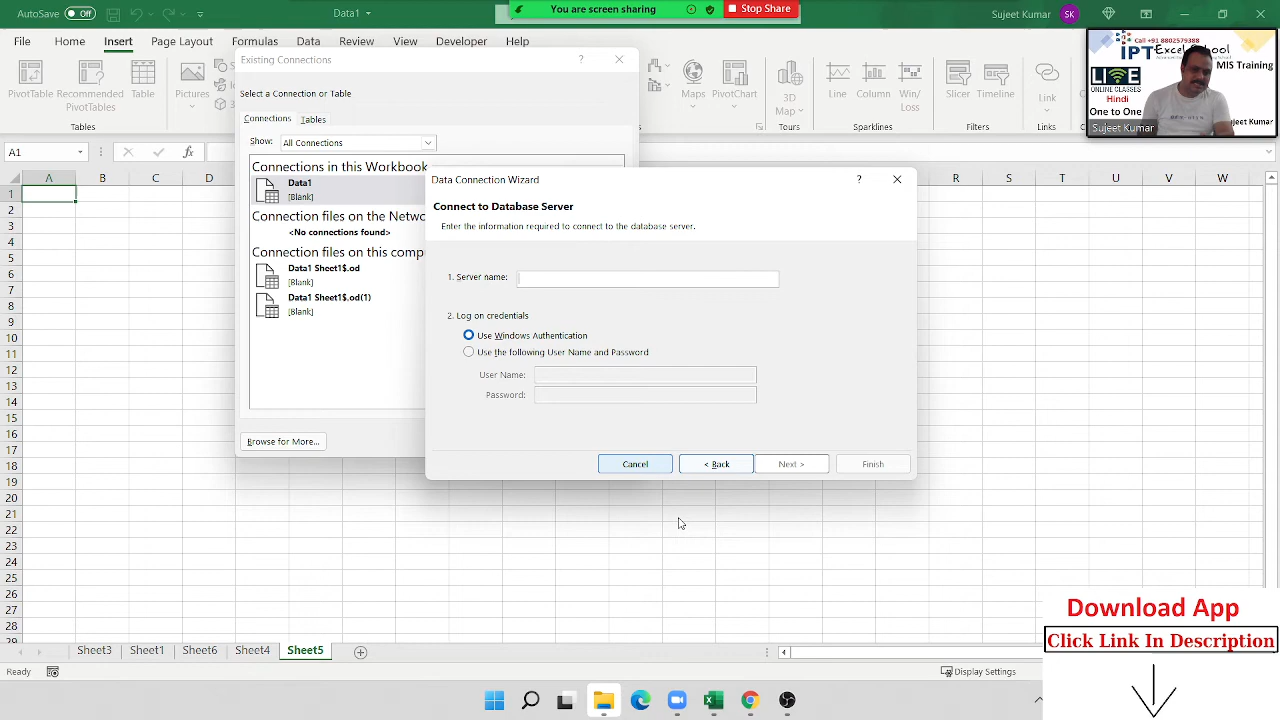 AutoSave Off Data1 You are screen sharing Stop Share Sujeet Kumar SK
File Home Insert Page Layout Formulas Data Review View Developer Help
PivotTable Recommended PivotTables Table Pictures Maps PivotChart 3D Map Line Column Win/Loss Slicer Timeline Link
Tables Tours Sparklines Filters Links
Call +91 8802579388
IPT Excel School
MIS Training
LIVE
ONLINE CLASSES
Hindi
One to One
Sujeet Kumar
Sujeet Kumar
A1 fx
A B C D R S T U V W
1
2
3
4
5
6
7
8
9
10
11
12
13
14
15
16
17
18
19
20
21
22
23
24
25
26
27
28
29
Existing Connections ?
Select a Connection or Table
Connections Tables
Show: All Connections
Connections in this Workbook
Data1
[Blank]
Connection files on the Netwo
<No connections found>
Connection files on this comp
Data1 Sheet1$.od
[Blank]
Data1 Sheet1$.od(1)
[Blank]
Browse for More...
Data Connection Wizard ?
Connect to Database Server
Enter the information required to connect to the database server.
1. Server name:
2. Log on credentials
Use Windows Authentication
Use the following User Name and Password
User Name:
Password:
Cancel < Back Next > Finish
Sheet3 Sheet1 Sheet6 Sheet4 Sheet5
Ready Display Settings
Download App
Click Link In Description